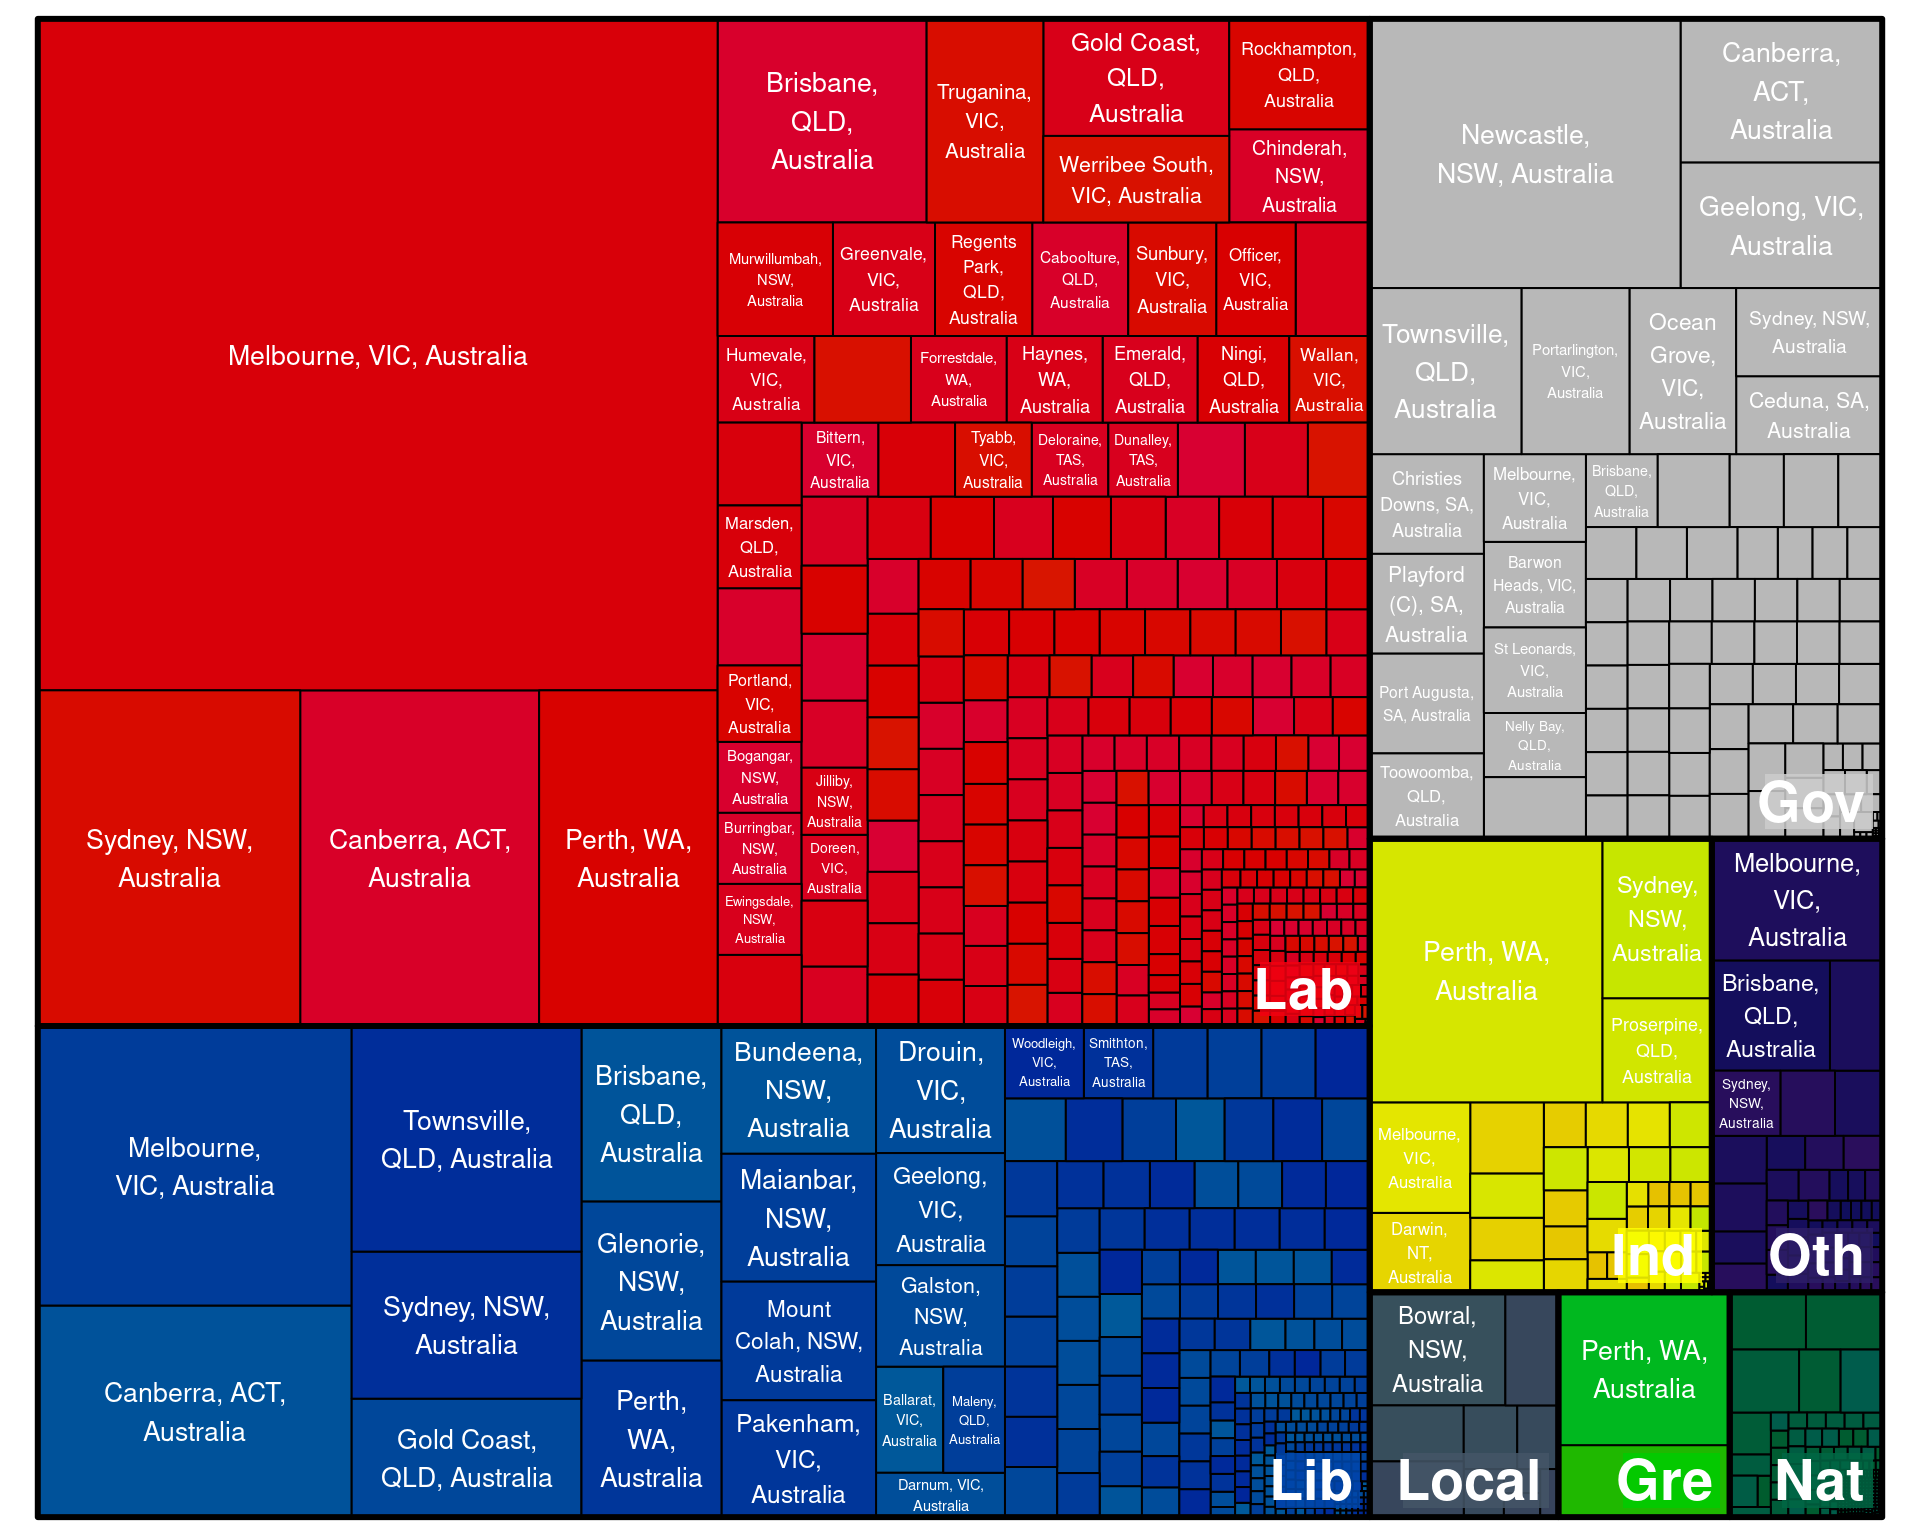 Melbourne, VIC, Australia
Sydney, NSW,
Australia
Canberra, ACT,
Australia
Perth, WA,
Australia
Brisbane,
QLD,
Australia
Truganina,
VIC,
Australia
Gold Coast,
QLD,
Australia
Werribee South,
VIC, Australia
Rockhampton,
QLD,
Australia
Chinderah,
NSW,
Australia
Murwillumbah,
NSW,
Australia
Greenvale,
VIC,
Australia
Regents
Park,
QLD,
Australia
Caboolture,
QLD,
Australia
Sunbury,
VIC,
Australia
Officer,
VIC,
Australia
Humevale,
VIC,
Australia
Forrestdale,
WA,
Australia
Haynes,
WA,
Australia
Emerald,
QLD,
Australia
Ningi,
QLD,
Australia
Wallan,
VIC,
Australia
Bittern,
VIC,
Australia
Tyabb,
VIC,
Australia
Deloraine,
TAS,
Australia
Dunalley,
TAS,
Australia
Marsden,
QLD,
Australia
Portland,
VIC,
Australia
Bogangar,
NSW,
Australia
Burringbar,
NSW,
Australia
Ewingsdale,
NSW,
Australia
Jilliby,
NSW,
Australia
Doreen,
VIC,
Australia
Lab
Melbourne,
VIC, Australia
Canberra, ACT,
Australia
Townsville,
QLD, Australia
Sydney, NSW,
Australia
Gold Coast,
QLD, Australia
Brisbane,
QLD,
Australia
Glenorie,
NSW,
Australia
Perth,
WA,
Australia
Bundeena,
NSW,
Australia
Maianbar,
NSW,
Australia
Mount
Colah, NSW,
Australia
Pakenham,
VIC,
Australia
Drouin,
VIC,
Australia
Geelong,
VIC,
Australia
Galston,
NSW,
Australia
Ballarat,
VIC,
Australia
Maleny,
QLD,
Australia
Darnum, VIC,
Australia
Woodleigh,
VIC,
Australia
Smithton,
TAS,
Australia
Lib
Newcastle,
NSW, Australia
Canberra,
ACT,
Australia
Geelong, VIC,
Australia
Townsville,
QLD,
Australia
Portarlington,
VIC,
Australia
Ocean
Grove,
VIC,
Australia
Sydney, NSW,
Australia
Ceduna, SA,
Australia
Christies
Downs, SA,
Australia
Playford
(C), SA,
Australia
Port Augusta,
SA, Australia
Toowoomba,
QLD,
Australia
Melbourne,
VIC,
Australia
Barwon
Heads, VIC,
Australia
St Leonards,
VIC,
Australia
Nelly Bay,
QLD,
Australia
Brisbane,
QLD,
Australia
Gov
Perth, WA,
Australia
Sydney,
NSW,
Australia
Proserpine,
QLD,
Australia
Melbourne,
VIC,
Australia
Darwin,
NT,
Australia
Ind
Melbourne,
VIC,
Australia
Brisbane,
QLD,
Australia
Sydney,
NSW,
Australia
Oth
Bowral,
NSW,
Australia
Local
Perth, WA,
Australia
Gre
Nat